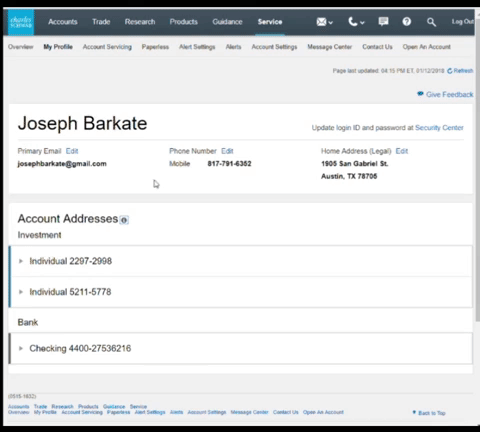 charles SCHWAB
Accounts Trade Research Products Guidance Service Log Out
Overview My Profile Account Servicing Paperless Alert Settings Alerts Account Settings Message Center Contact Us Open An Account
Page last updated: 04:15 PM ET, 01/12/2018 Refresh
Give Feedback
Joseph Barkate
Update login ID and password at Security Center
Primary Email Edit Phone Number Edit Home Address (Legal) Edit
josephbarkate@gmail.com Mobile 817-791-6352 1905 San Gabriel St.
Austin, TX 78705
Account Addresses
Investment
Individual 2297-2998
Individual 5211-5778
Bank
Checking 4400-27536216
Accounts Trade Research Products Guidance Service
Overview My Profile Account Servicing Paperless Alert Settings Alerts Account Settings Message Center Contact Us Open An Account
Back to Top